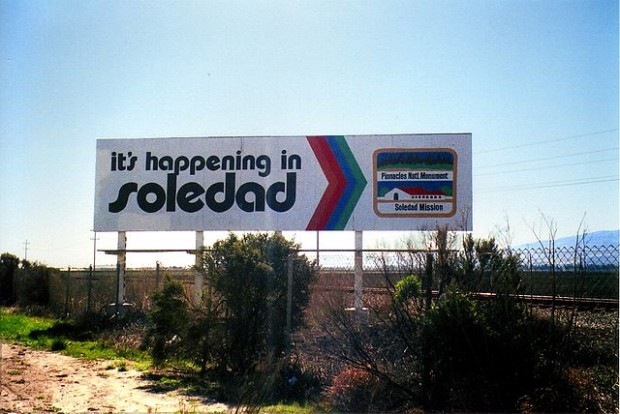 it's happening in
soledad
Pinnacles Nat'l. Monument
Soledad Mission